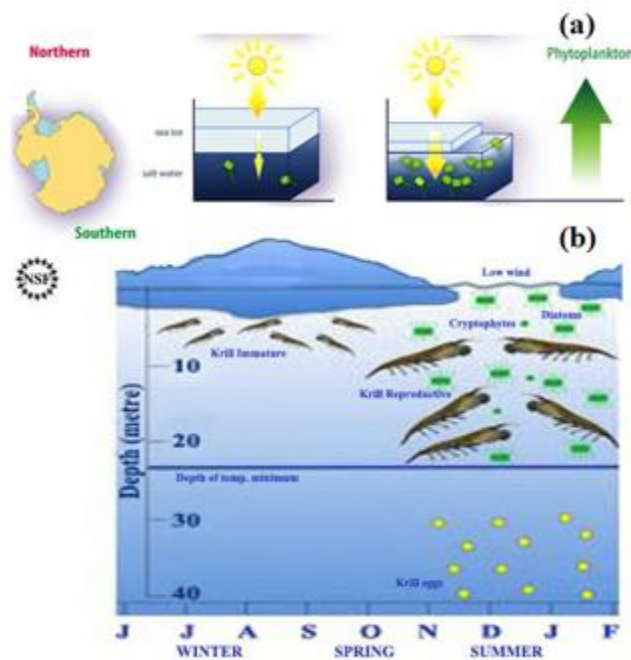 (a)
Northern
Phytoplankton
sea ice
salt water
Southern
(b)
NSF
Low wind
Diatoms
Cryptophytes
Krill Immature
10
Krill Reproductive
Depth (metre)
20
Depth of temp. minimum
30
Krill eggs
40
J J A S O N D J F
WINTER SPRING SUMMER